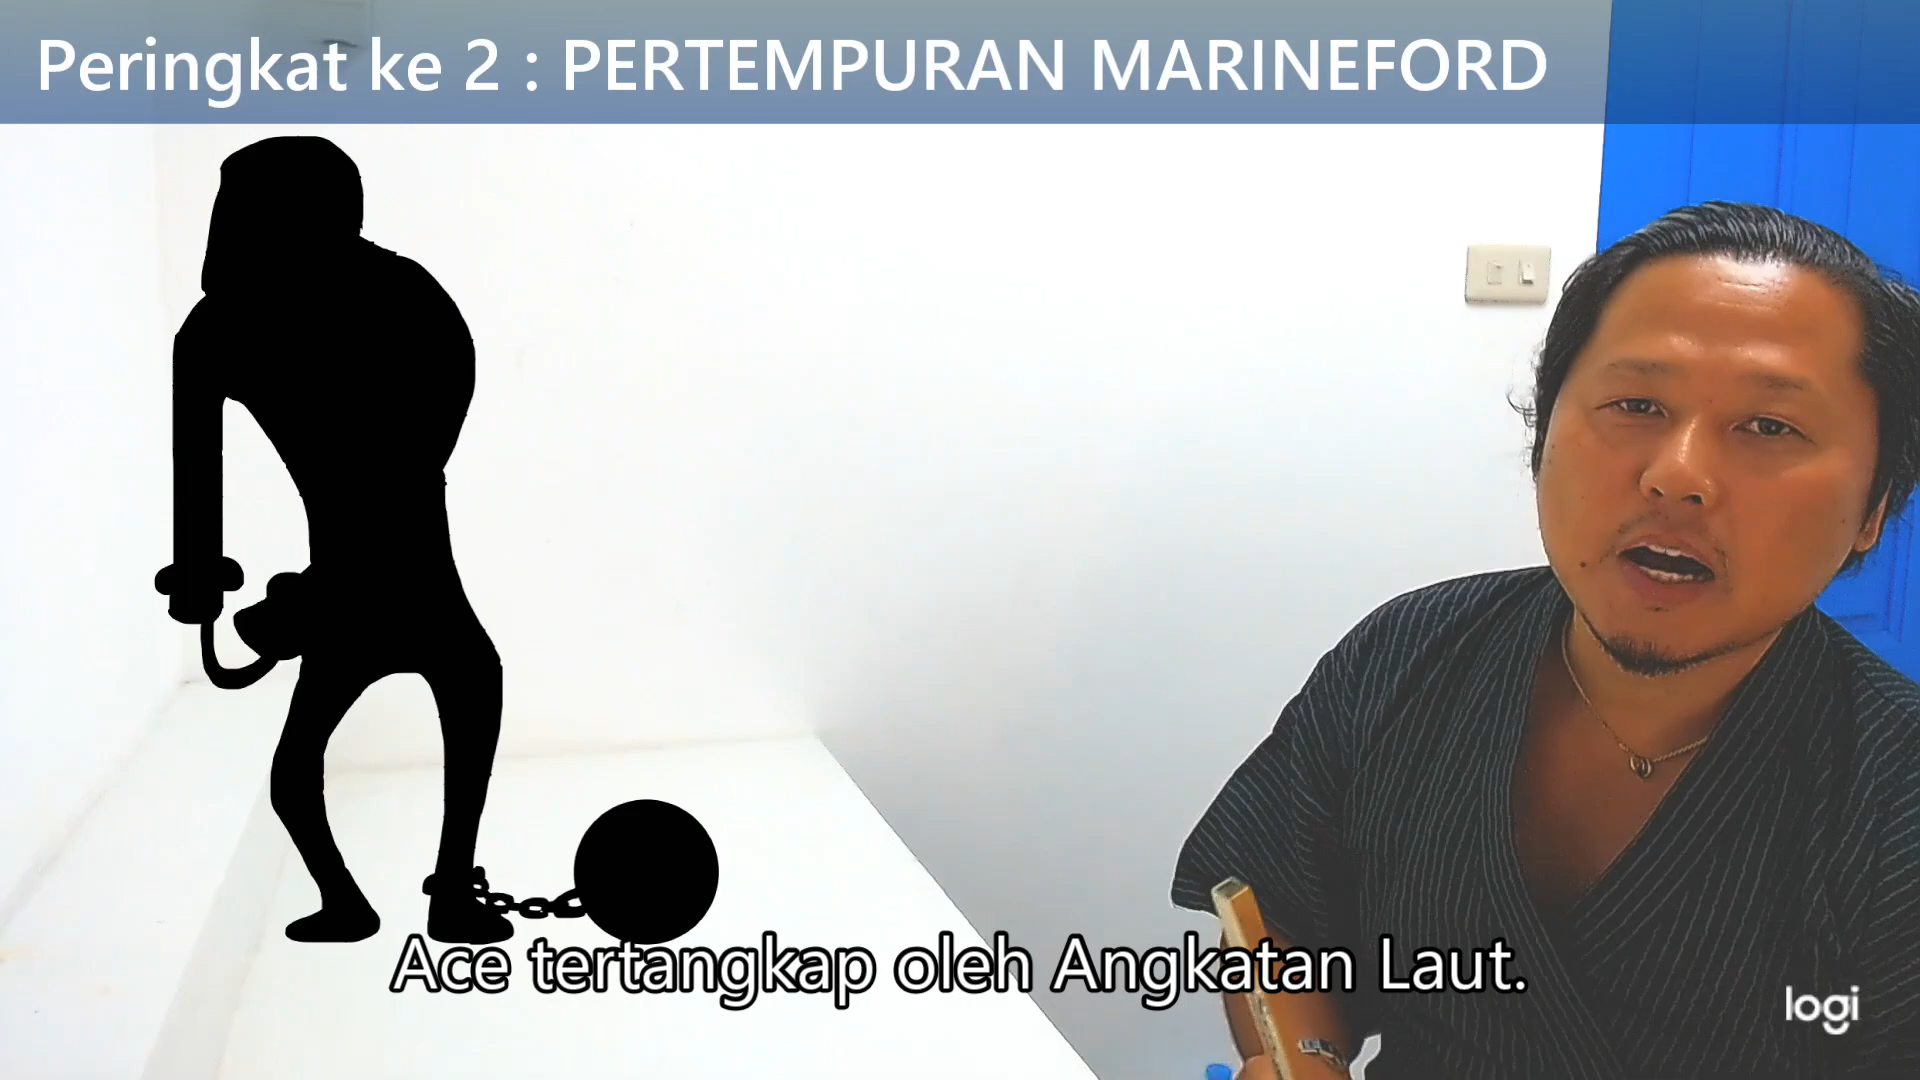 Peringkat ke 2 : PERTEMPURAN MARINEFORD
Ace tertangkap oleh Angkatan Laut.
logi